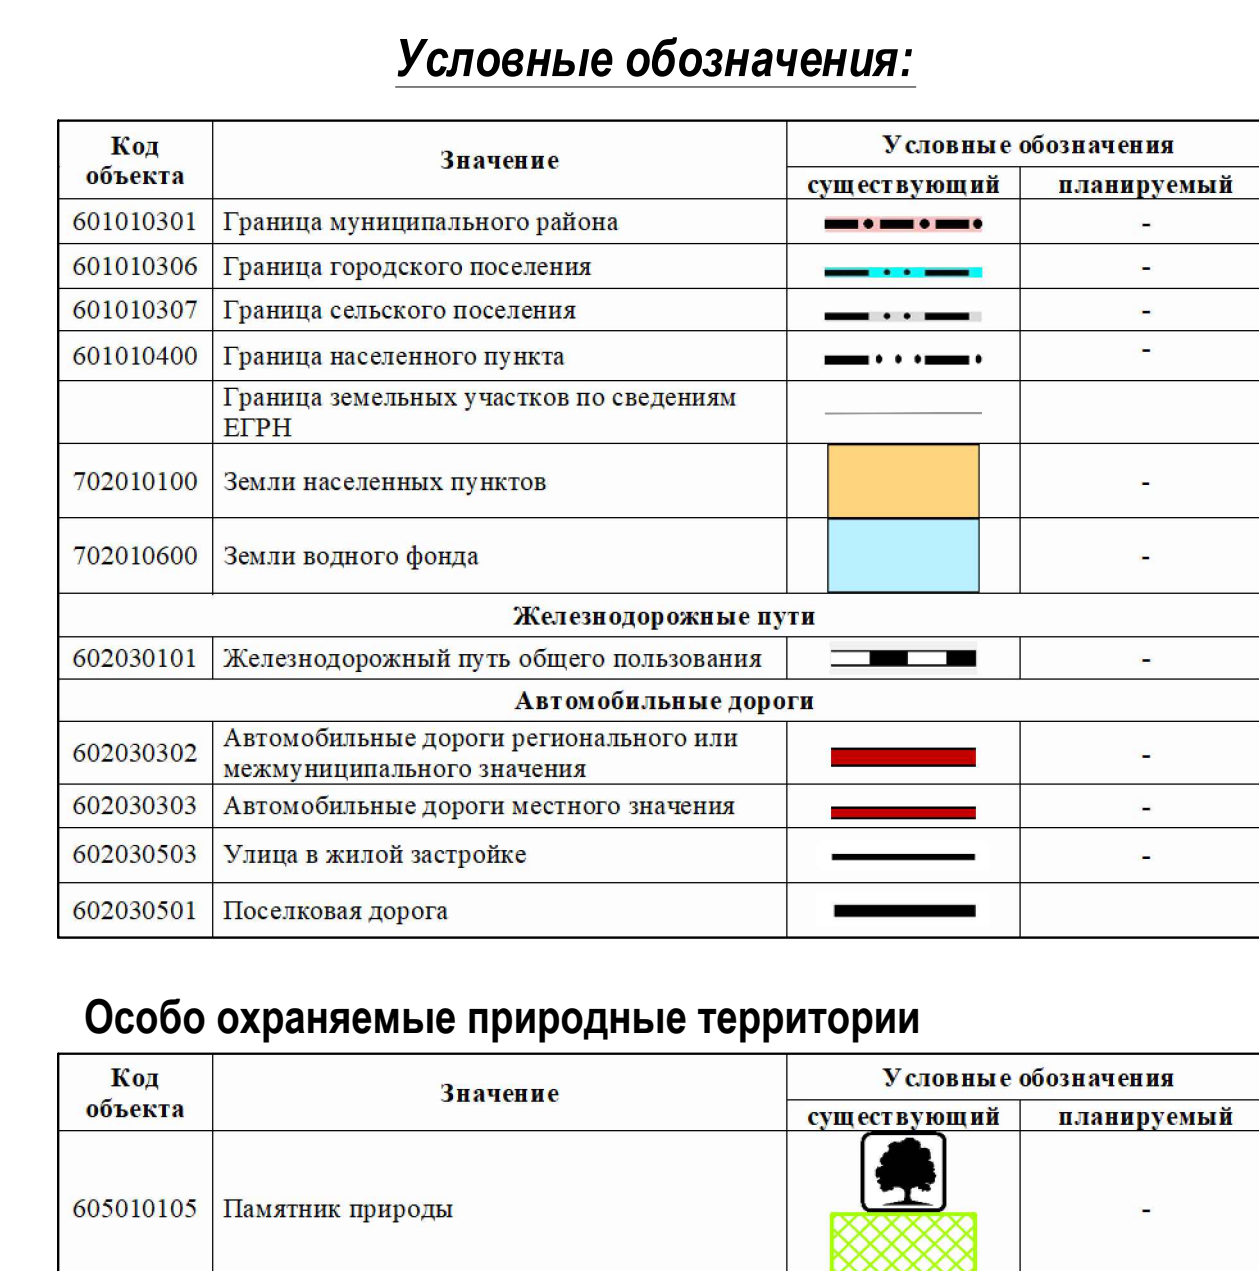 Условные обозначения:
Код объекта Значение Условные обозначения
существующий планируемый
601010301 Граница муниципального района -
601010306 Граница городского поселения -
601010307 Граница сельского поселения -
601010400 Граница населенного пункта -
Граница земельных участков по сведениям
ЕГРН
702010100 Земли населенных пунктов -
702010600 Земли водного фонда -
Железнодорожные пути
602030101 Железнодорожный путь общего пользования -
Автомобильные дороги
602030302 Автомобильные дороги регионального или
межмуниципального значения -
602030303 Автомобильные дороги местного значения -
602030503 Улица в жилой застройке -
602030501 Поселковая дорога
Особо охраняемые природные территории
Код объекта Значение Условные обозначения
существующий планируемый
605010105 Памятник природы -